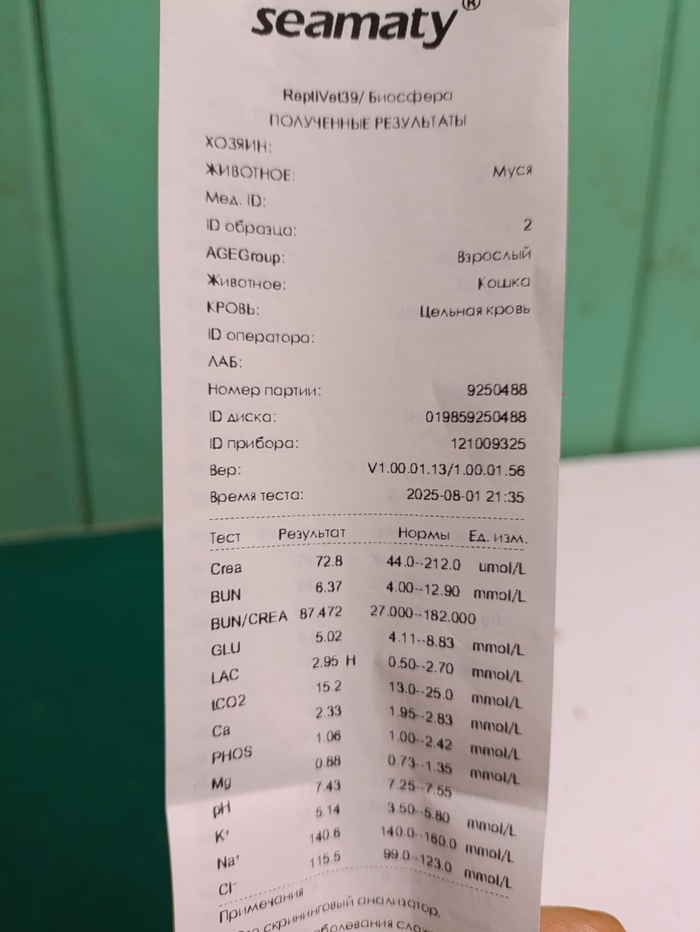 seamaty®
ReptiVet39/ Биосфера
ПОЛУЧЕННЫЕ РЕЗУЛЬТАТЫ
ХОЗЯИН:
ЖИВОТНОЕ: Муся
Мед. ID:
ID образца: 2
AGEGroup: Взрослый
Животное: Кошка
КРОВЬ: Цельная кровь
ID оператора:
ЛАБ:
Номер партии: 9250488
ID диска: 019859250488
ID прибора: 121009325
Вер: V1.00.01.13/1.00.01.56
Время теста: 2025-08-01 21:35
Тест Результат Нормы Ед. изм.
Crea 72.8 44.0--212.0 umol/L
BUN 6.37 4.00--12.90 mmol/L
BUN/CREA 87.472 27.000--182.000
GLU 5.02 4.11--8.83 mmol/L
LAC 2.95 H 0.50--2.70 mmol/L
tCO2 15.2 13.0--25.0 mmol/L
Ca 2.33 1.95--2.83 mmol/L
PHOS 1.06 1.00--2.42 mmol/L
Mg 0.88 0.73--1.35 mmol/L
pH 7.43 7.25--7.55
K⁺ 5.14 3.50--5.80 mmol/L
Na⁺ 140.6 140.0--160.0 mmol/L
Cl⁻ 115.5 99.0--123.0 mmol/L
Примечания
скрининговый анализатор,